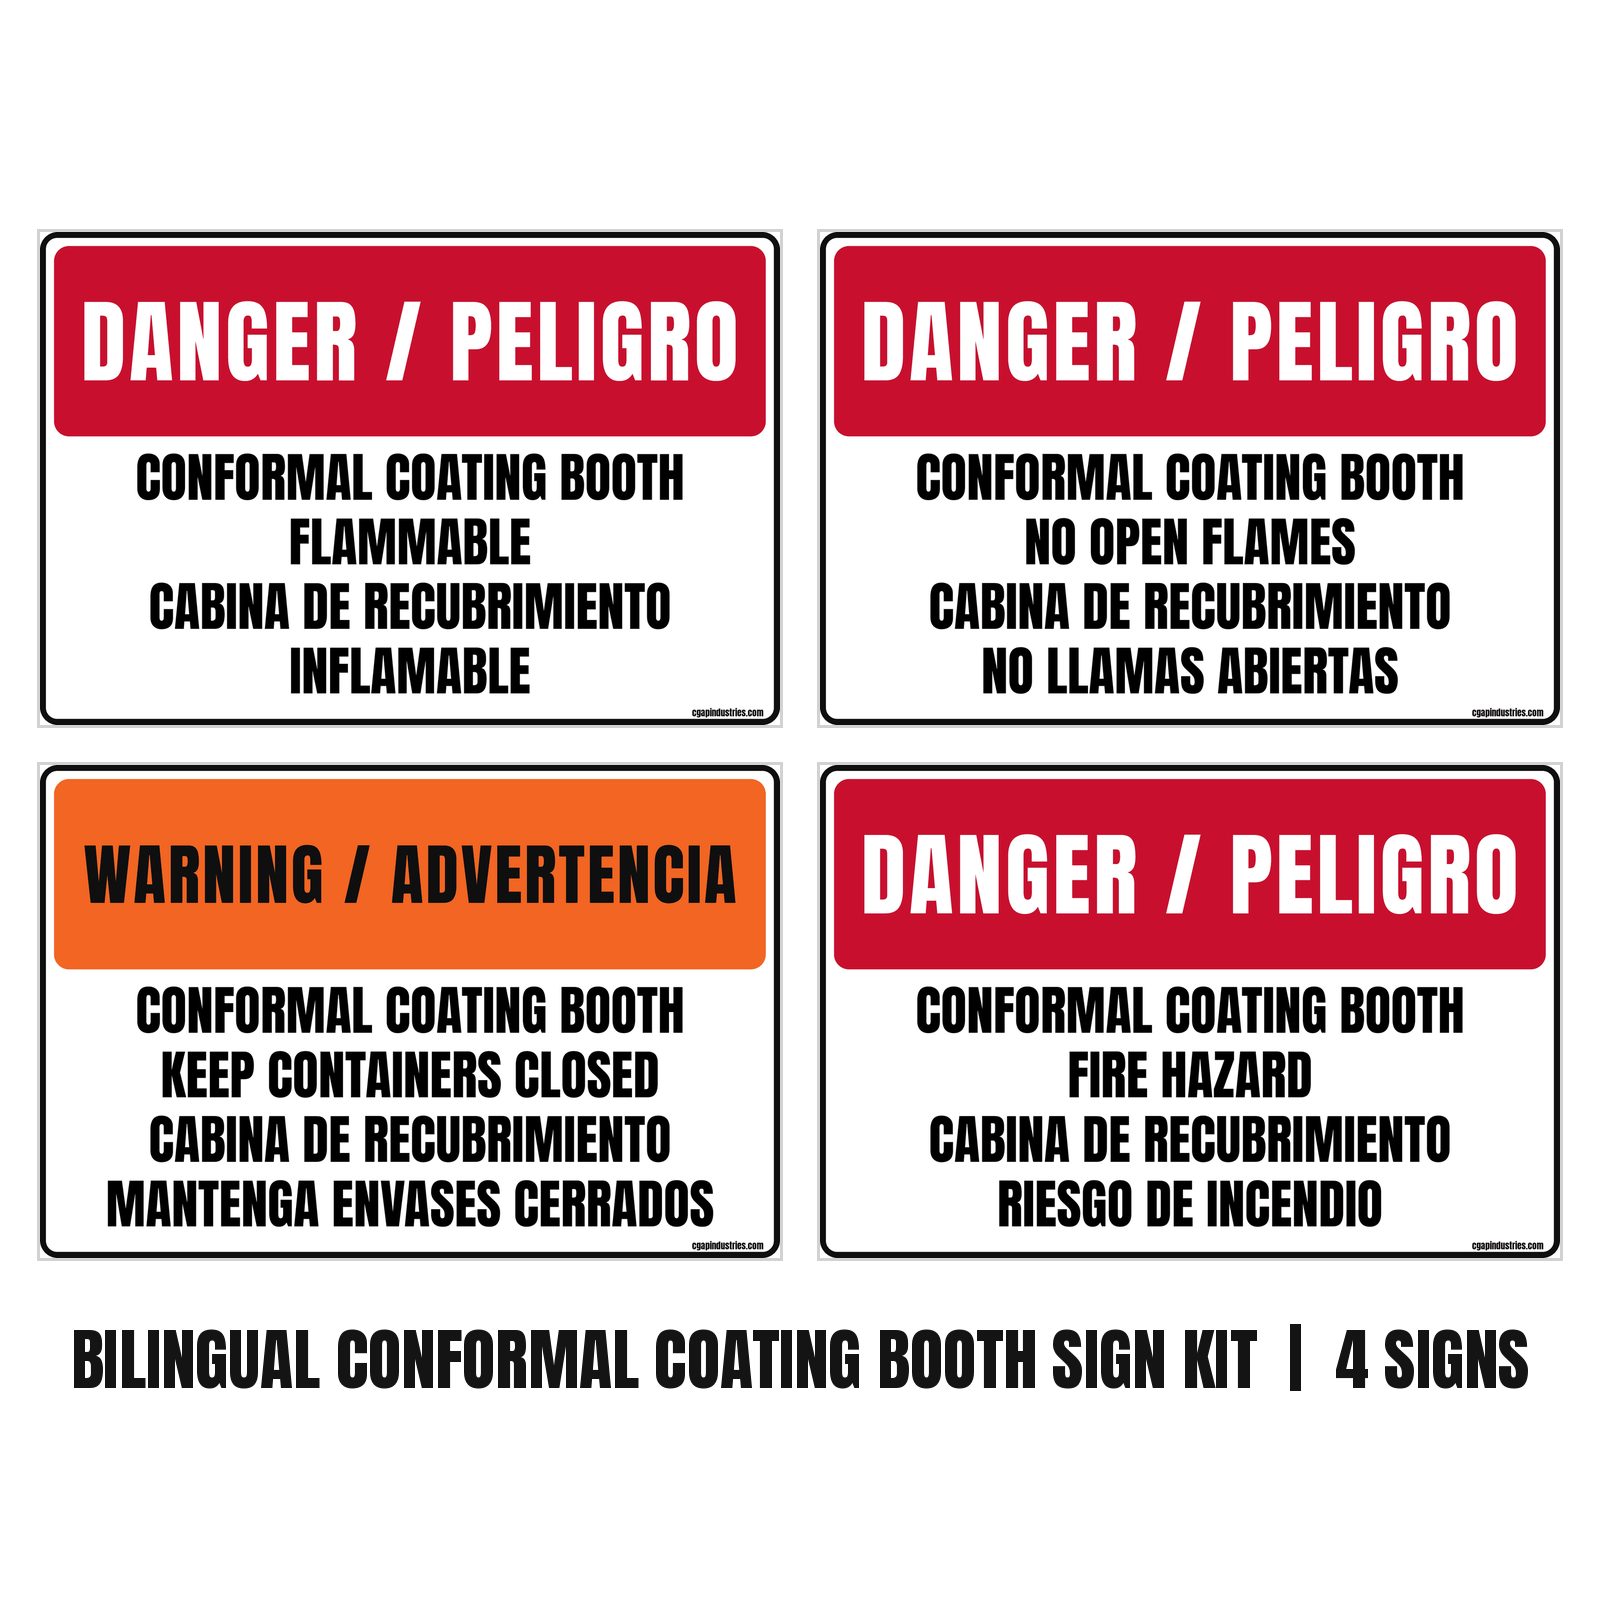 DANGER / PELIGRO
CONFORMAL COATING BOOTH
FLAMMABLE
CABINA DE RECUBRIMIENTO
INFLAMABLE
cgapindustries.com
DANGER / PELIGRO
CONFORMAL COATING BOOTH
NO OPEN FLAMES
CABINA DE RECUBRIMIENTO
NO LLAMAS ABIERTAS
cgapindustries.com
WARNING / ADVERTENCIA
CONFORMAL COATING BOOTH
KEEP CONTAINERS CLOSED
CABINA DE RECUBRIMIENTO
MANTENGA ENVASES CERRADOS
cgapindustries.com
DANGER / PELIGRO
CONFORMAL COATING BOOTH
FIRE HAZARD
CABINA DE RECUBRIMIENTO
RIESGO DE INCENDIO
cgapindustries.com
BILINGUAL CONFORMAL COATING BOOTH SIGN KIT | 4 SIGNS